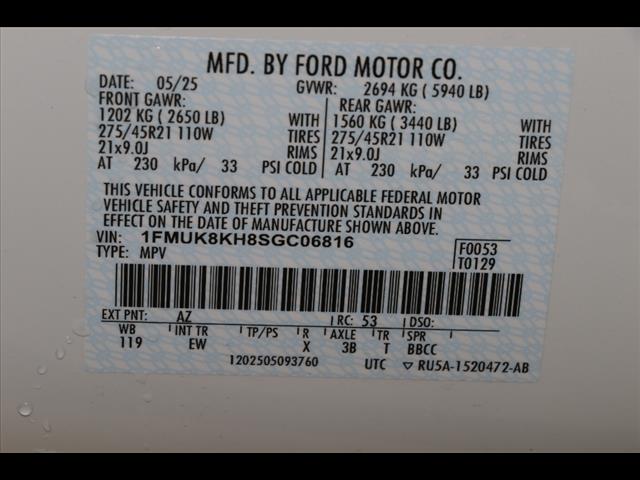 MFD. BY FORD MOTOR CO.
DATE: 05/25 GVWR: 2694 KG ( 5940 LB)
FRONT GAWR: REAR GAWR:
1202 KG ( 2650 LB) WITH 1560 KG ( 3440 LB) WITH
275/45R21 110W TIRES 275/45R21 110W TIRES
21x9.0J RIMS 21x9.0J RIMS
AT 230 kPa/ 33 PSI COLD AT 230 kPa/ 33 PSI COLD
THIS VEHICLE CONFORMS TO ALL APPLICABLE FEDERAL MOTOR
VEHICLE SAFETY AND THEFT PREVENTION STANDARDS IN
EFFECT ON THE DATE OF MANUFACTURE SHOWN ABOVE.
VIN: 1FMUK8KH8SGC06816 F0053
TYPE: MPV T0129
EXT PNT: AZ RC: 53 DSO:
WB INT TR TP/PS R AXLE TR SPR
119 EW X 3B T BBCC
1202505093760 UTC ▽ RU5A-1520472-AB